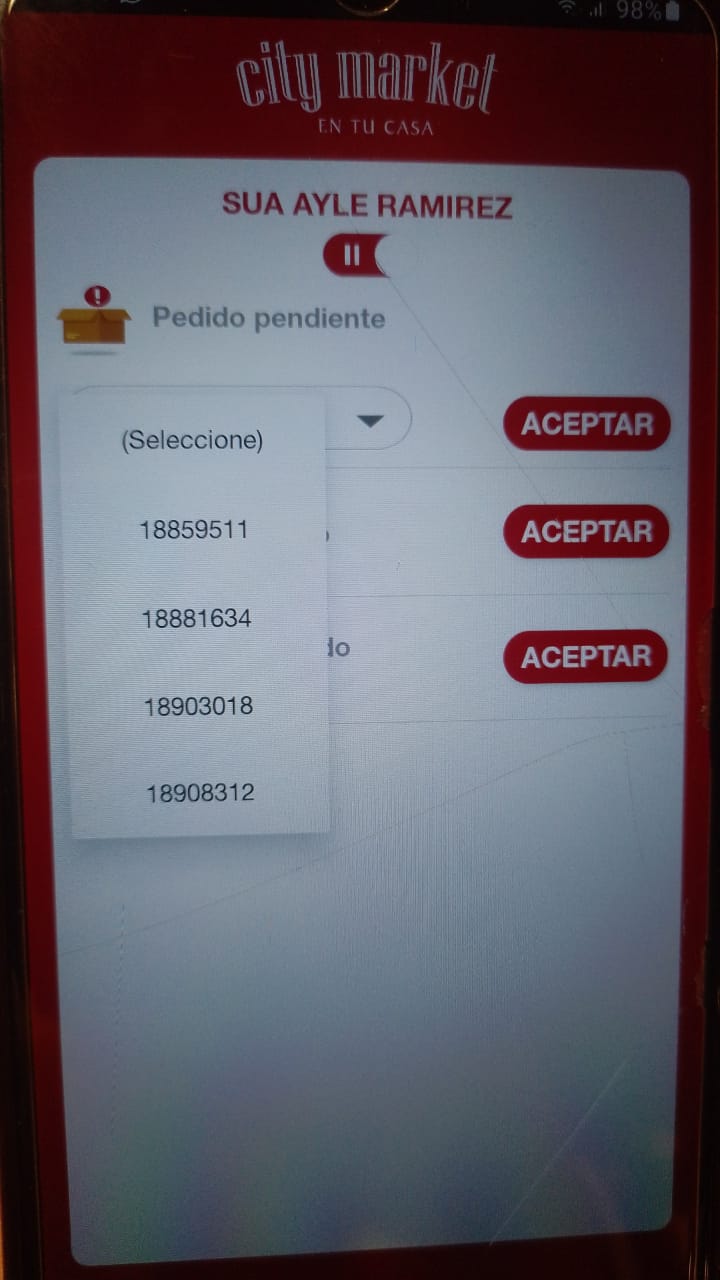 98%
city market
EN TU CASA
SUA AYLE RAMIREZ
Pedido pendiente
ACEPTAR
(Seleccione)
18859511
ACEPTAR
18881634
do
ACEPTAR
18903018
18908312